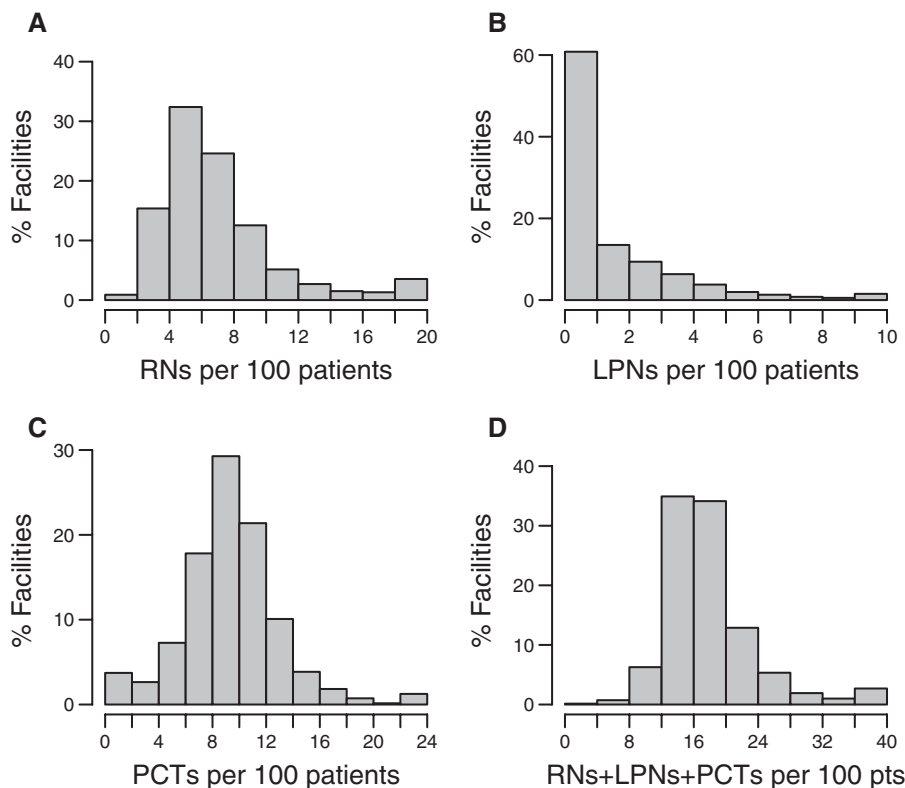 A
40
30
20
10
0
% Facilities
0 4 8 12 16 20
RNs per 100 patients
B
60
40
20
0
% Facilities
0 2 4 6 8 10
LPNs per 100 patients
C
30
20
10
0
% Facilities
0 4 8 12 16 20 24
PCTs per 100 patients
D
40
30
20
10
0
% Facilities
0 8 16 24 32 40
RNs+LPNs+PCTs per 100 pts